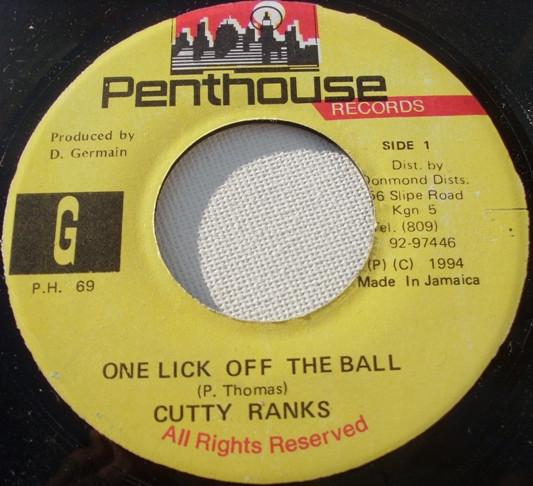 Penthouse
RECORDS
Produced by
D. Germain
G
P.H. 69
SIDE 1
Dist. by
Donmond Dists.
56 Slipe Road
Kgn 5
Tel. (809)
92-97446
(P) (C) 1994
Made In Jamaica
ONE LICK OFF THE BALL
(P. Thomas)
CUTTY RANKS
All Rights Reserved